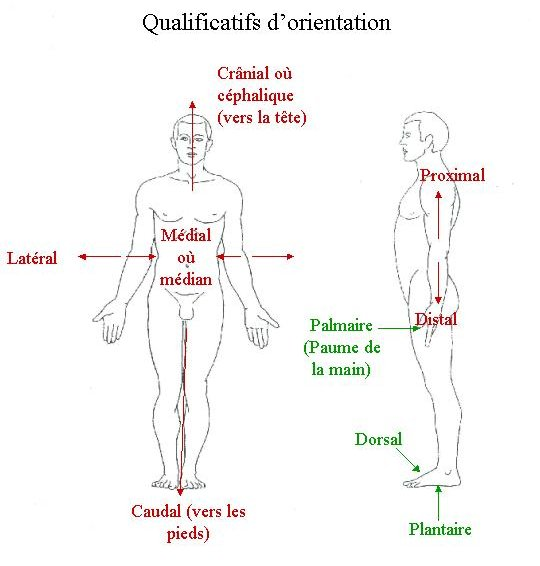 Qualificatifs d'orientation
Crânial où
céphalique
(vers la tête)
Proximal
Médial
où
médian
Latéral
Distal
Palmaire
(Paume de
la main)
Dorsal
Caudal (vers les
pieds)
Plantaire